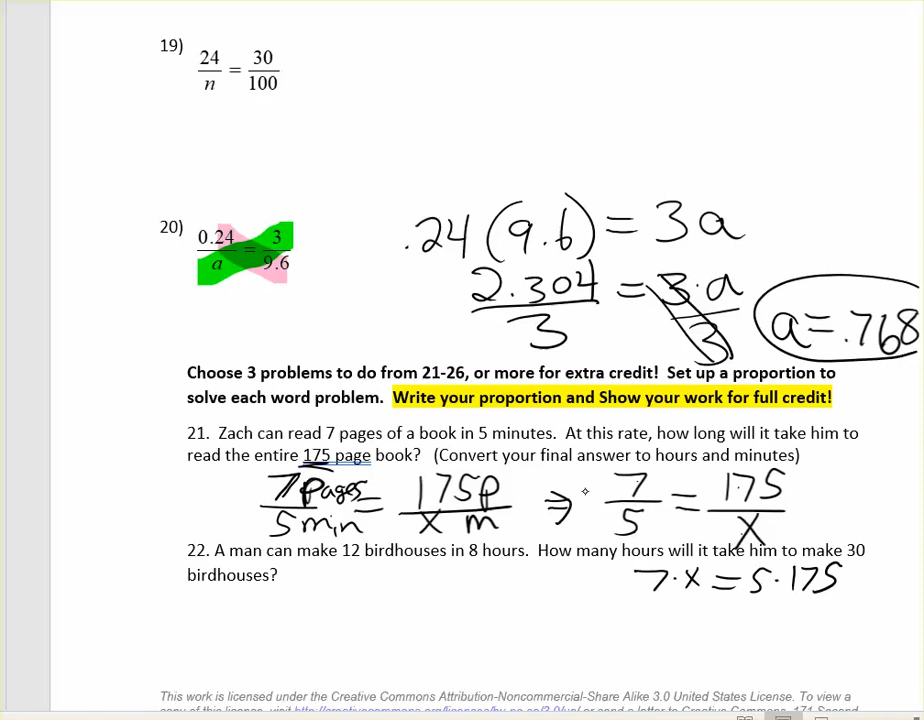 19) 24/n = 30/100
20) 0.24/a = 3/9.6
.24(9.6) = 3a
2.304/3 = 3·a/3
a=.768
Choose 3 problems to do from 21-26, or more for extra credit! Set up a proportion to
solve each word problem. Write your proportion and Show your work for full credit!
21. Zach can read 7 pages of a book in 5 minutes. At this rate, how long will it take him to
read the entire 175 page book? (Convert your final answer to hours and minutes)
7 pages/5 min = 175p/x m ⇒ 7/5 = 175/x
22. A man can make 12 birdhouses in 8 hours. How many hours will it take him to make 30
birdhouses?
7·x = 5·175
This work is licensed under the Creative Commons Attribution-Noncommercial-Share Alike 3.0 United States License. To view a